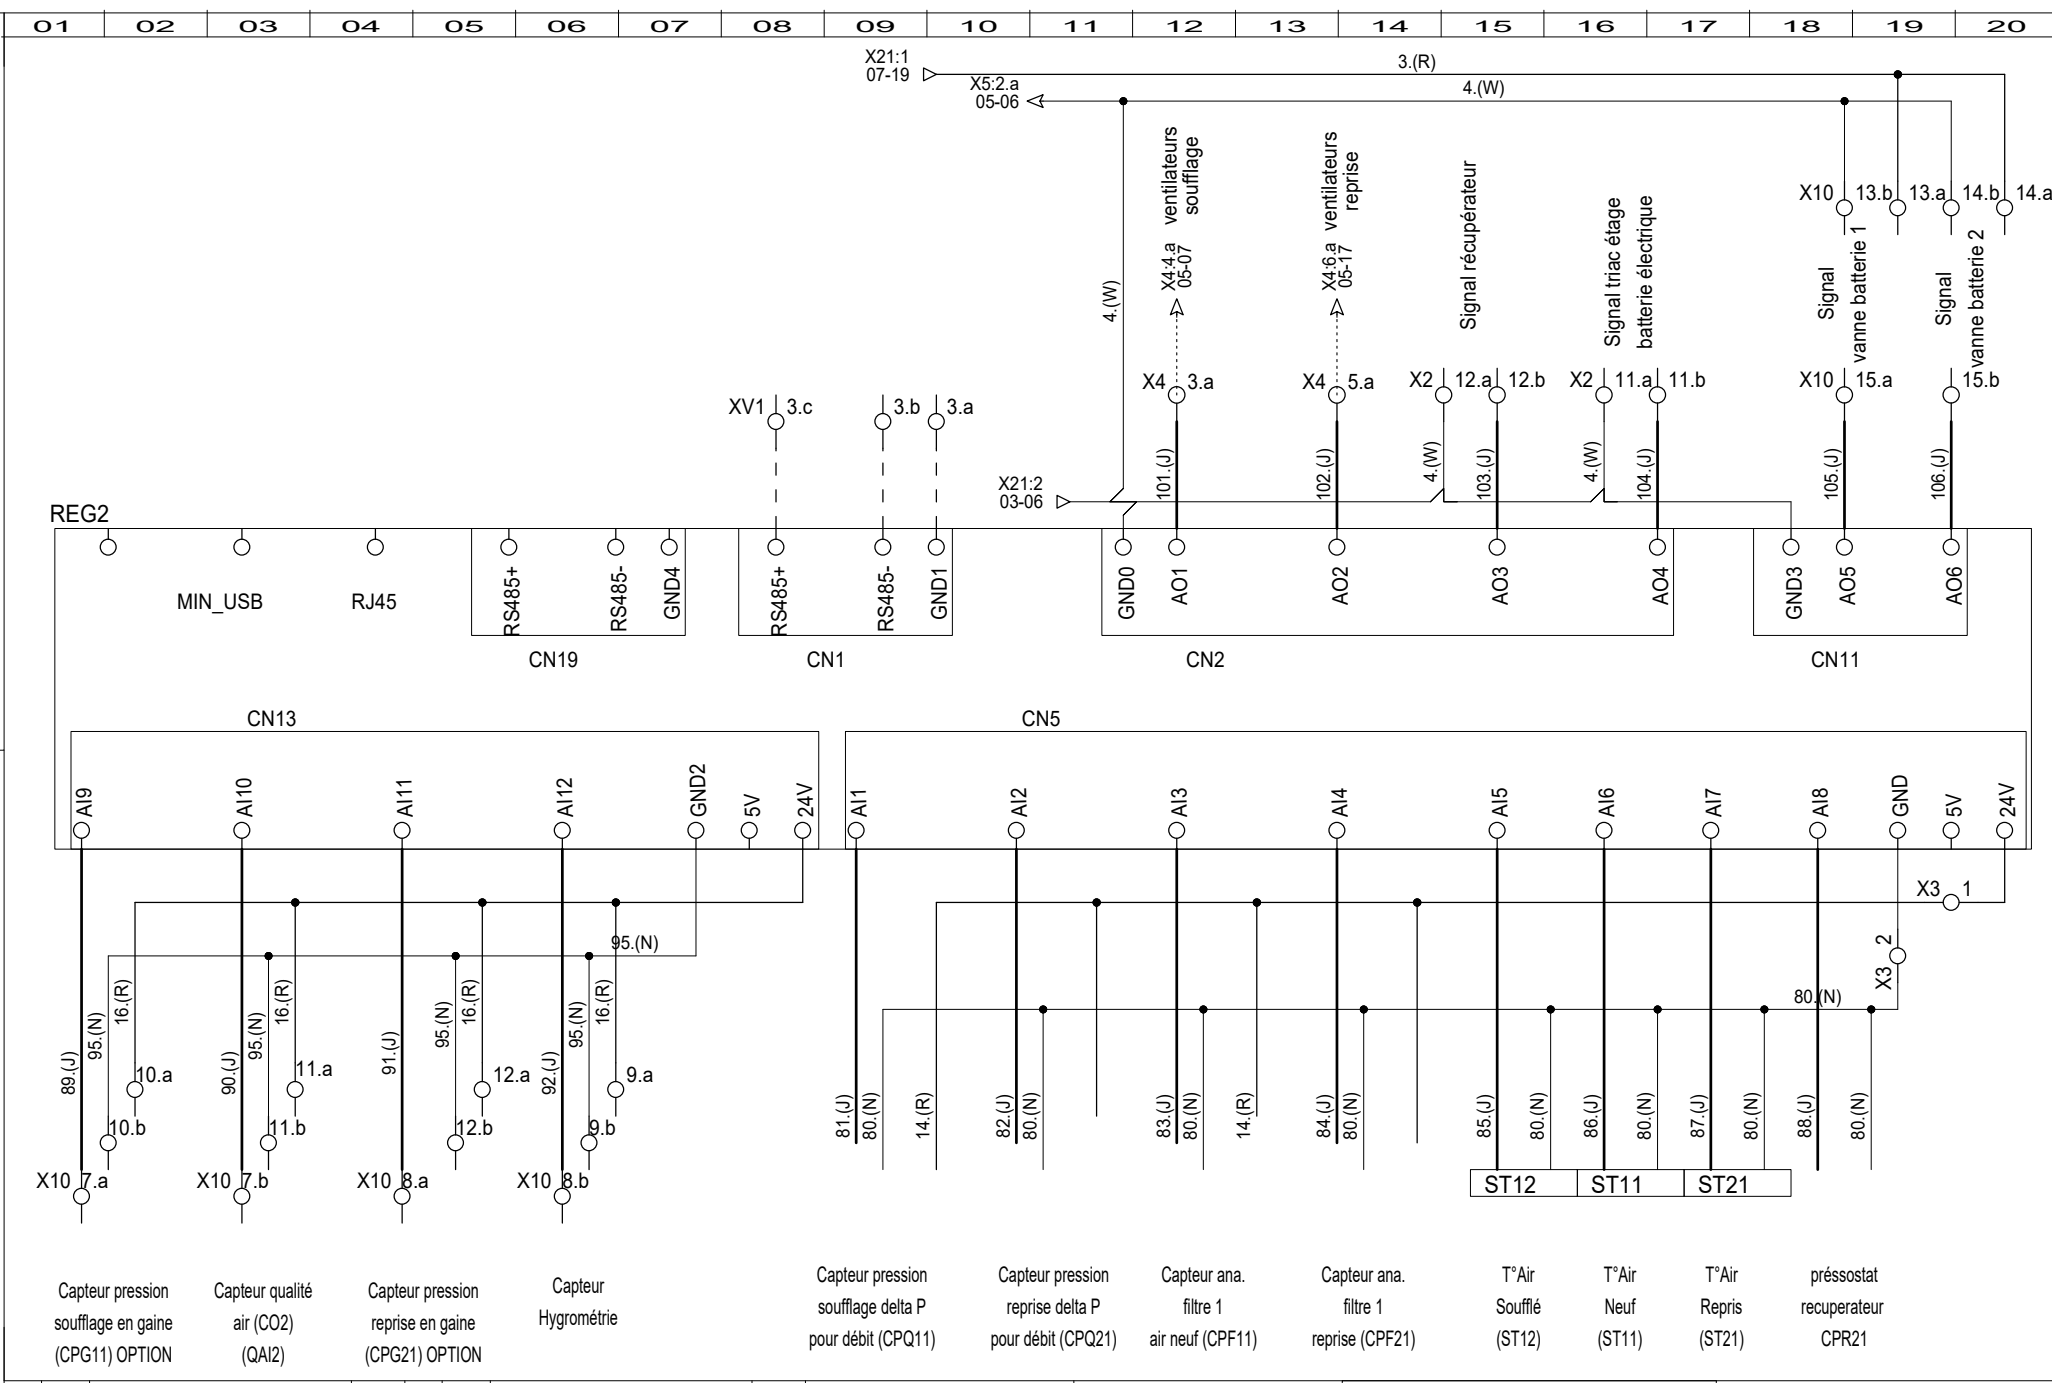 01 02 03 04 05 06 07 08 09 10 11 12 13 14 15 16 17 18 19 20
X21:1
07-19
3.(R)
X5:2.a
05-06
4.(W)
ventilateurs
soufflage
ventilateurs
reprise
Signal récupérateur
Signal triac étage
batterie électrique
X10 13.b 13.a 14.b 14.a
Signal
vanne batterie 1
Signal
vanne batterie 2
X4:4.a
05-07
X4:6.a
05-17
4.(W)
XV1 3.c 3.b 3.a
X4 3.a
X4 5.a
X2 12.a 12.b
X2 11.a 11.b
X10 15.a 15.b
101.(J) 102.(J) 4.(W) 103.(J) 4.(W) 104.(J) 105.(J) 106.(J)
X21:2
03-06
REG2
MIN_USB RJ45
RS485+ RS485- GND4
RS485+ RS485- GND1
GND0 AO1 AO2 AO3 AO4
GND3 AO5 AO6
CN19 CN1 CN2 CN11
CN13 CN5
AI9 AI10 AI11 AI12 GND2 5V 24V
AI1 AI2 AI3 AI4 AI5 AI6 AI7 AI8 GND 5V 24V
X3 1
X3 2
95.(N)
80.(N)
89.(J) 95.(N) 16.(R) 90.(J) 95.(N) 16.(R) 91.(J) 95.(N) 16.(R) 92.(J) 95.(N) 16.(R)
10.a 11.a 12.a 9.a
10.b 11.b 12.b 9.b
81.(J) 80.(N) 14.(R) 82.(J) 80.(N) 83.(J) 80.(N) 14.(R) 84.(J) 80.(N) 85.(J) 80.(N) 86.(J) 80.(N) 87.(J) 80.(N) 88.(J) 80.(N)
X10 7.a X10 7.b X10 8.a X10 8.b
ST12 ST11 ST21
Capteur pression
soufflage en gaine
(CPG11) OPTION
Capteur qualité
air (CO2)
(QAI2)
Capteur pression
reprise en gaine
(CPG21) OPTION
Capteur
Hygrométrie
Capteur pression
soufflage delta P
pour débit (CPQ11)
Capteur pression
reprise delta P
pour débit (CPQ21)
Capteur ana.
filtre 1
air neuf (CPF11)
Capteur ana.
filtre 1
reprise (CPF21)
T°Air
Soufflé
(ST12)
T°Air
Neuf
(ST11)
T°Air
Repris
(ST21)
préssostat
recuperateur
CPR21